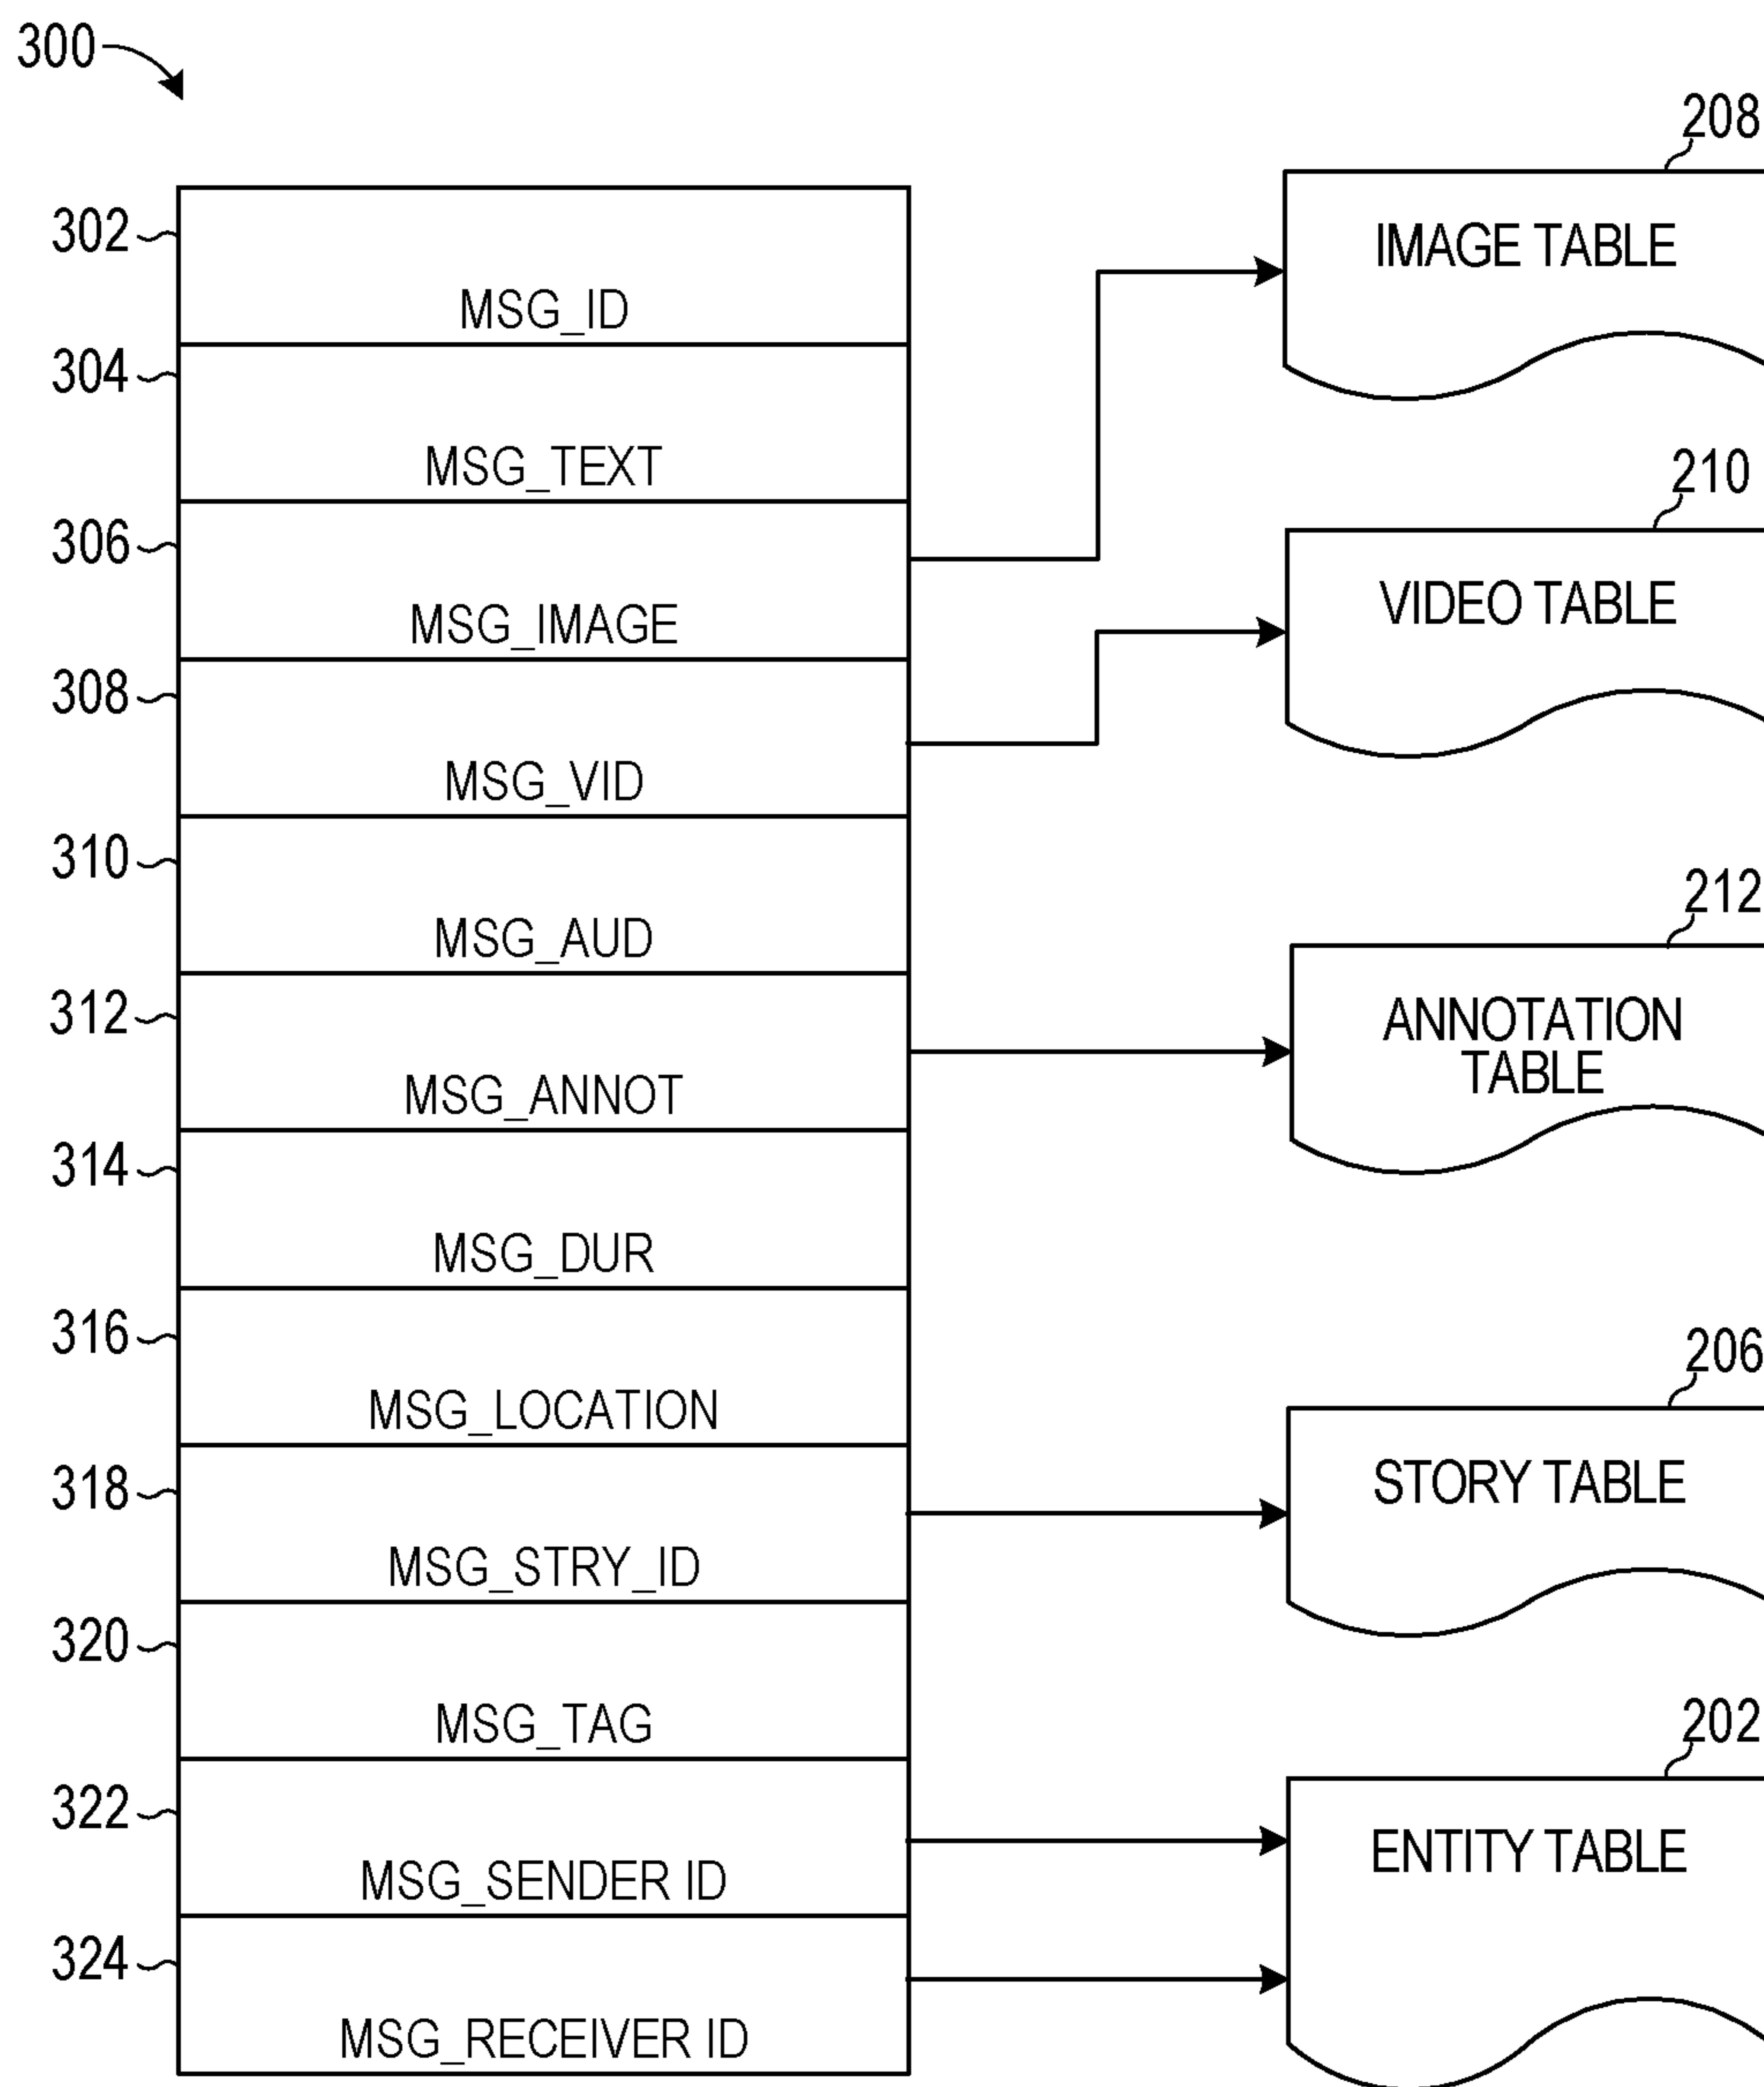 300
302
MSG_ID
304
MSG_TEXT
306
MSG_IMAGE
308
MSG_VID
310
MSG_AUD
312
MSG_ANNOT
314
MSG_DUR
316
MSG_LOCATION
318
MSG_STRY_ID
320
MSG_TAG
322
MSG_SENDER ID
324
MSG_RECEIVER ID
208
IMAGE TABLE
210
VIDEO TABLE
212
ANNOTATION
TABLE
206
STORY TABLE
202
ENTITY TABLE